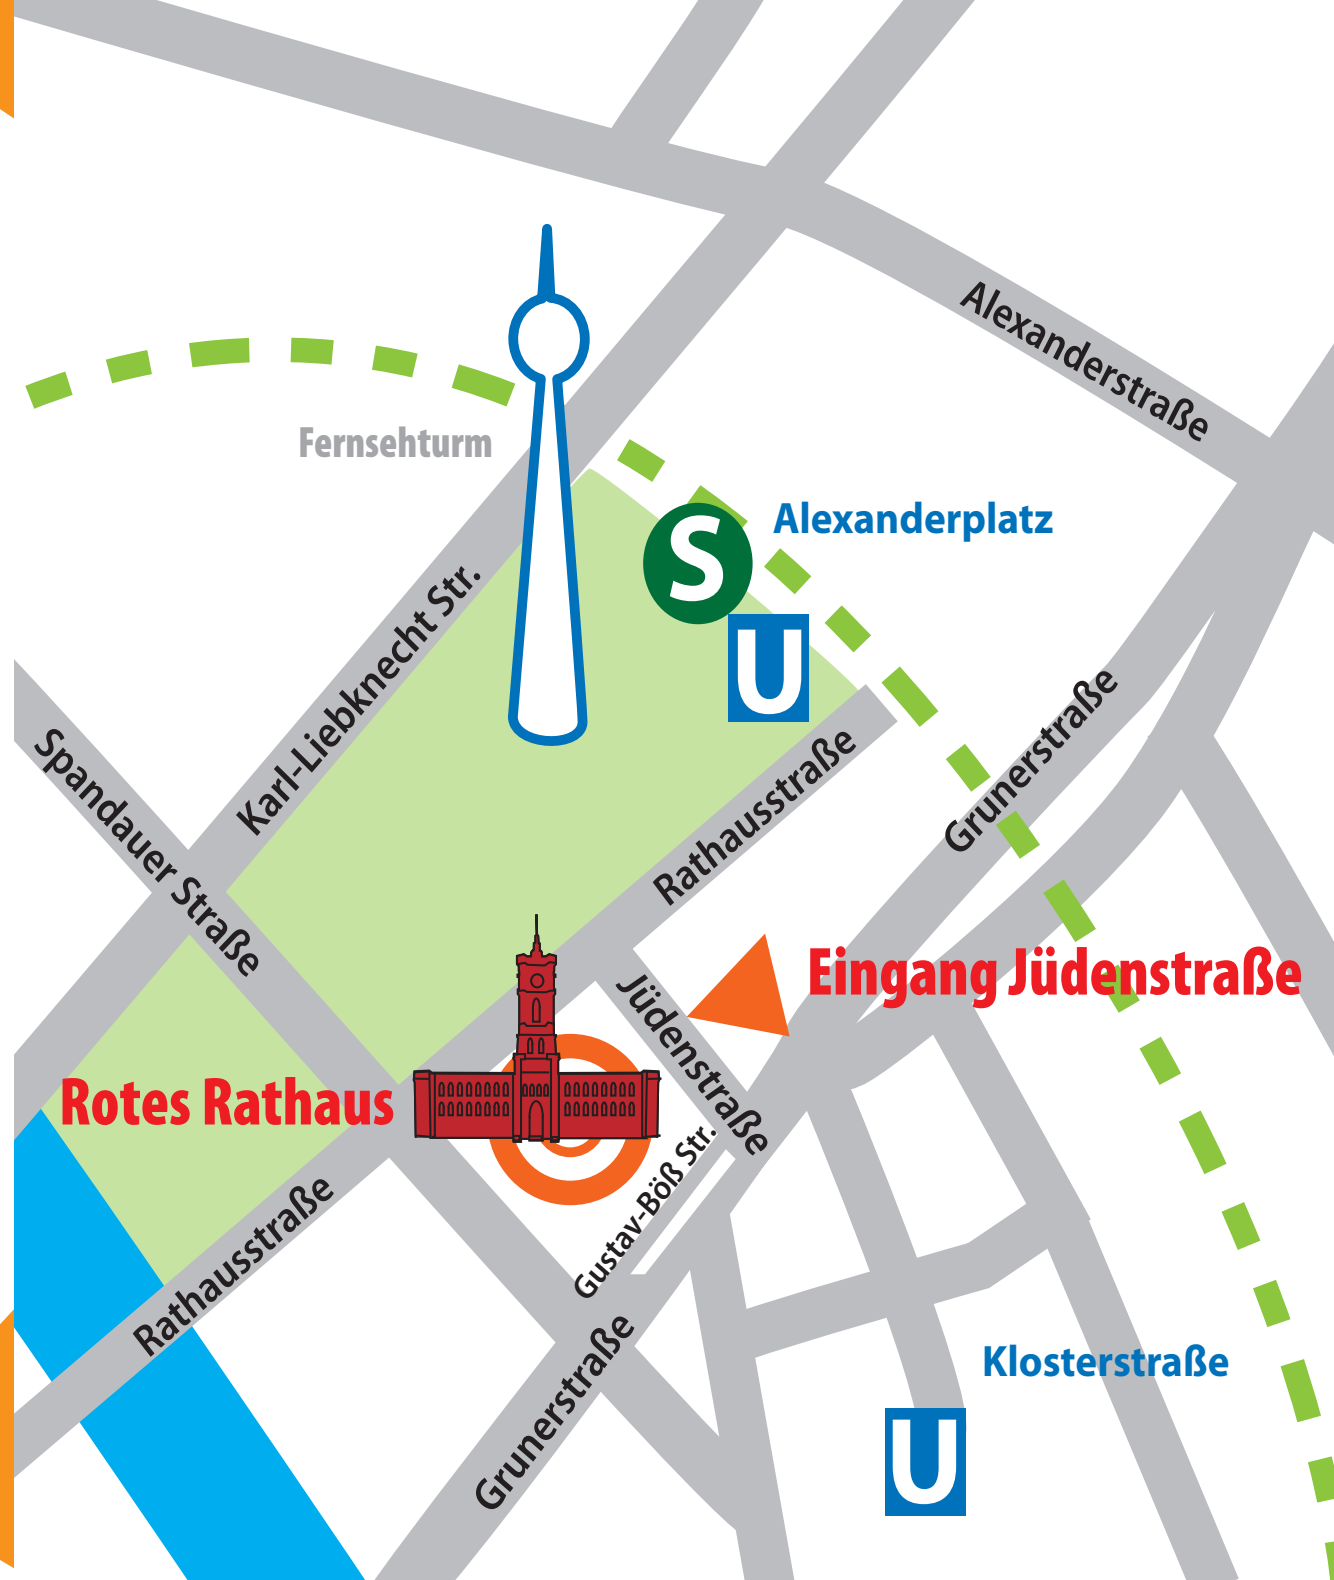 Alexanderstraße
Fernsehturm
S
Alexanderplatz
U
Karl-Liebknecht Str.
Spandauer Straße
Rathausstraße
Grunerstraße
Eingang Jüdenstraße
Jüdenstraße
Rotes Rathaus
Gustav-Böß Str.
Rathausstraße
Grunerstraße
Klosterstraße
U